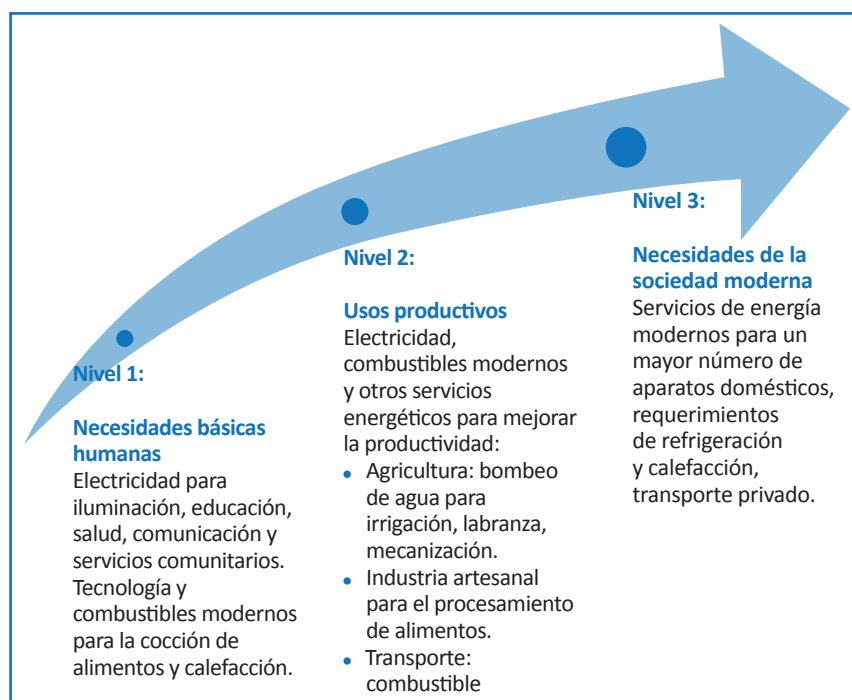 Nivel 1:
Necesidades básicas
humanas
Electricidad para
iluminación, educación,
salud, comunicación y
servicios comunitarios.
Tecnología y
combustibles modernos
para la cocción de
alimentos y calefacción.
Nivel 2:
Usos productivos
Electricidad,
combustibles modernos
y otros servicios
energéticos para mejorar
la productividad:
• Agricultura: bombeo
de agua para
irrigación, labranza,
mecanización.
• Industria artesanal
para el procesamiento
de alimentos.
• Transporte:
combustible
Nivel 3:
Necesidades de la
sociedad moderna
Servicios de energía
modernos para un
mayor número de
aparatos domésticos,
requerimientos
de refrigeración
y calefacción,
transporte privado.